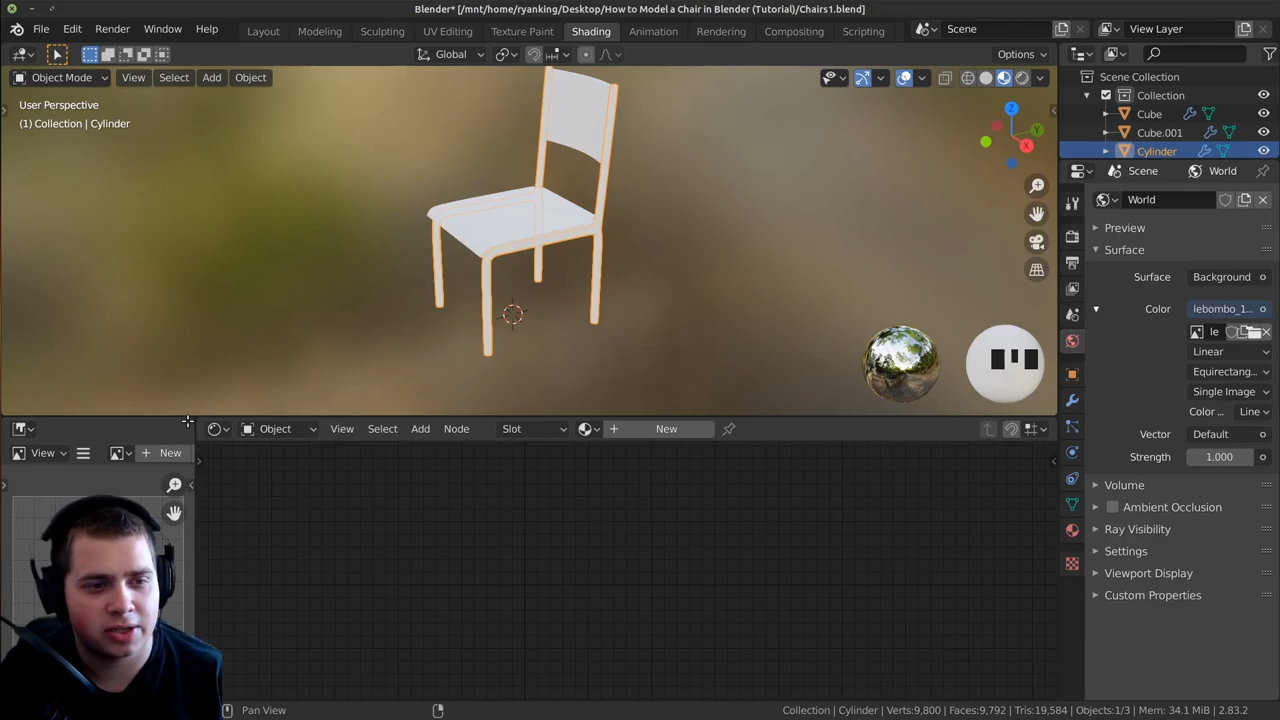 Blender* [/mnt/home/ryanking/Desktop/How to Model a Chair in Blender (Tutorial)/Chairs1.blend]
File Edit Render Window Help Layout Modeling Sculpting UV Editing Texture Paint Shading Animation Rendering Compositing Scripting Scene View Layer
Global Options
Object Mode View Select Add Object
Scene Collection
User Perspective
Collection
(1) Collection | Cylinder
Cube
Cube.001
Cylinder
Z
Y
X
Scene World
World
Preview
Surface
Surface Background
Color lebombo_1...
le
Linear
Equirectang...
Single Image
Color ... Line
Vector Default
Strength 1.000
Object View Select Add Node Slot New
View New
Volume
Ambient Occlusion
Ray Visibility
Settings
Viewport Display
Custom Properties
Pan View
Collection | Cylinder | Verts:9,800 | Faces:9,792 | Tris:19,584 | Objects:1/3 | Mem: 34.1 MiB | 2.83.2